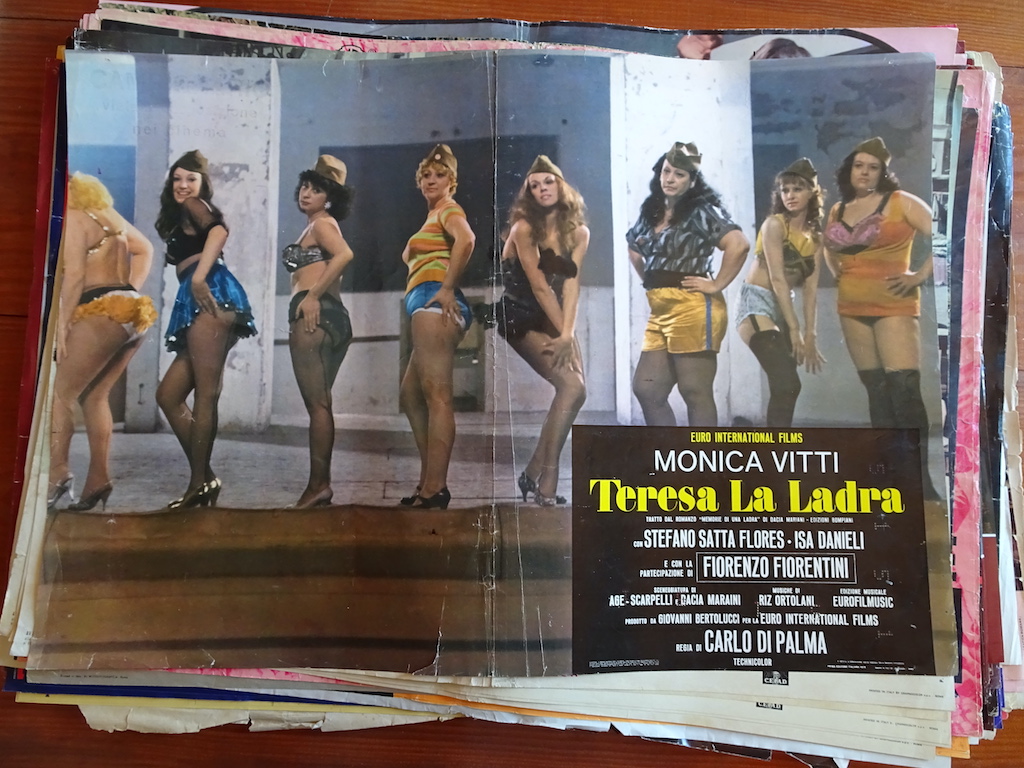 EURO INTERNATIONAL FILMS
MONICA VITTI
Teresa La Ladra
TRATTO DAL ROMANZO "MEMORIE DI UNA LADRA" DI DACIA MARIANI - EDIZIONI BOMPIANI
CON STEFANO SATTA FLORES - ISA DANIELI
E CON LA PARTECIPAZIONE DI FIORENZO FIORENTINI
SCENEGGIATURA DI MUSICHE DI EDIZIONE MUSICALE
AGE - SCARPELLI E DACIA MARAINI RIZ ORTOLANI EUROFILMUSIC
PRODOTTO DA GIOVANNI BERTOLUCCI PER LA EURO INTERNATIONAL FILMS
REGIA DI CARLO DI PALMA
TECHNICOLOR